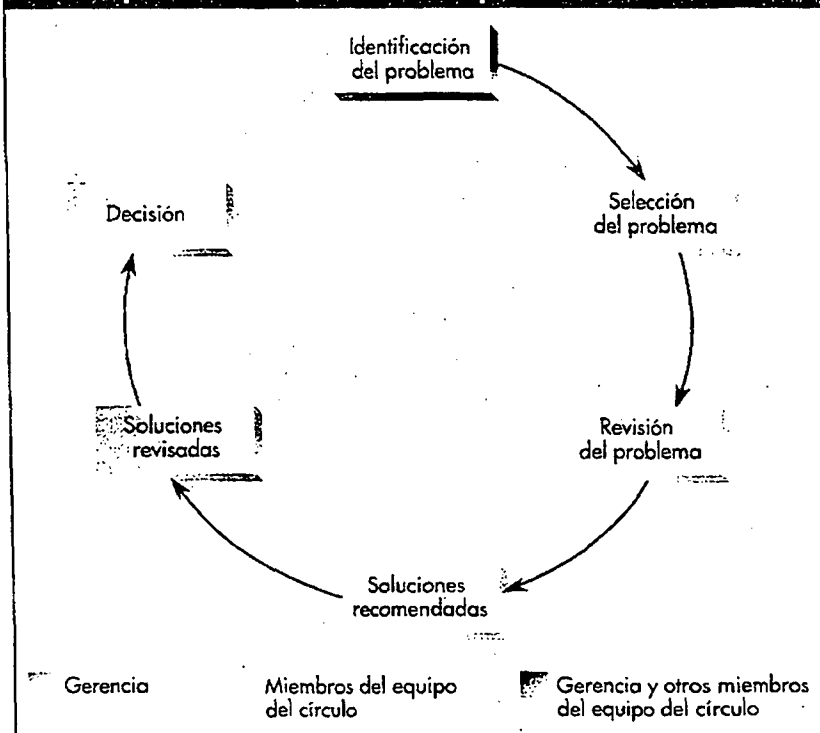 Identificación
del problema
Selección
del problema
Revisión
del problema
Soluciones
recomendadas
Soluciones
revisadas
Decisión
Gerencia
Miembros del equipo
del círculo
Gerencia y otros miembros
del equipo del círculo